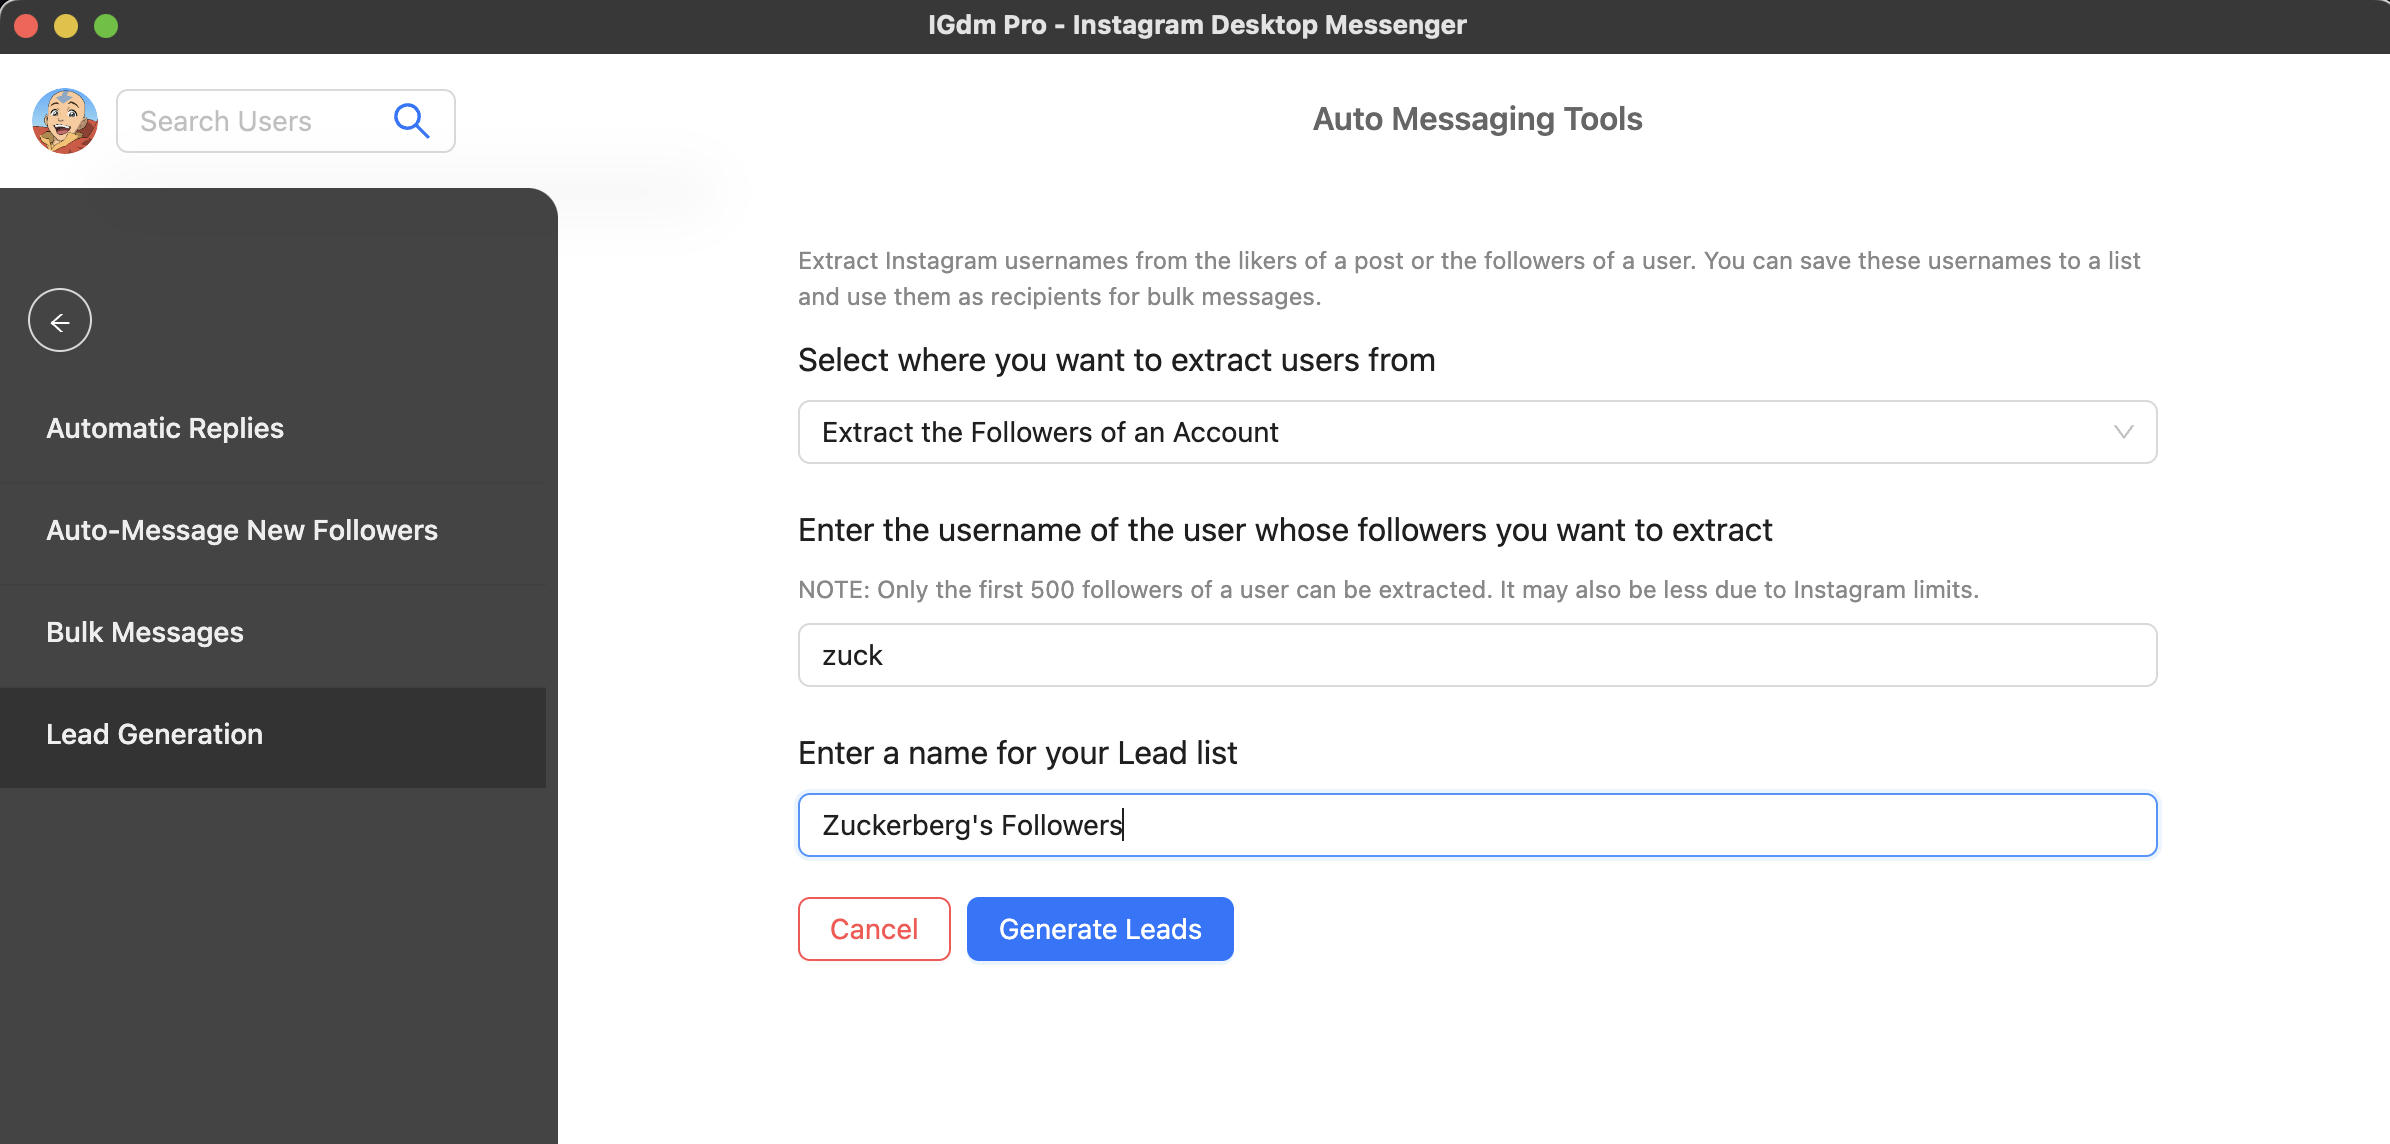 IGdm Pro - Instagram Desktop Messenger
Search Users
Auto Messaging Tools
Automatic Replies
Auto-Message New Followers
Bulk Messages
Lead Generation
Extract Instagram usernames from the likers of a post or the followers of a user. You can save these usernames to a list
and use them as recipients for bulk messages.
Select where you want to extract users from
Extract the Followers of an Account
Enter the username of the user whose followers you want to extract
NOTE: Only the first 500 followers of a user can be extracted. It may also be less due to Instagram limits.
zuck
Enter a name for your Lead list
Zuckerberg's Followers
Cancel
Generate Leads